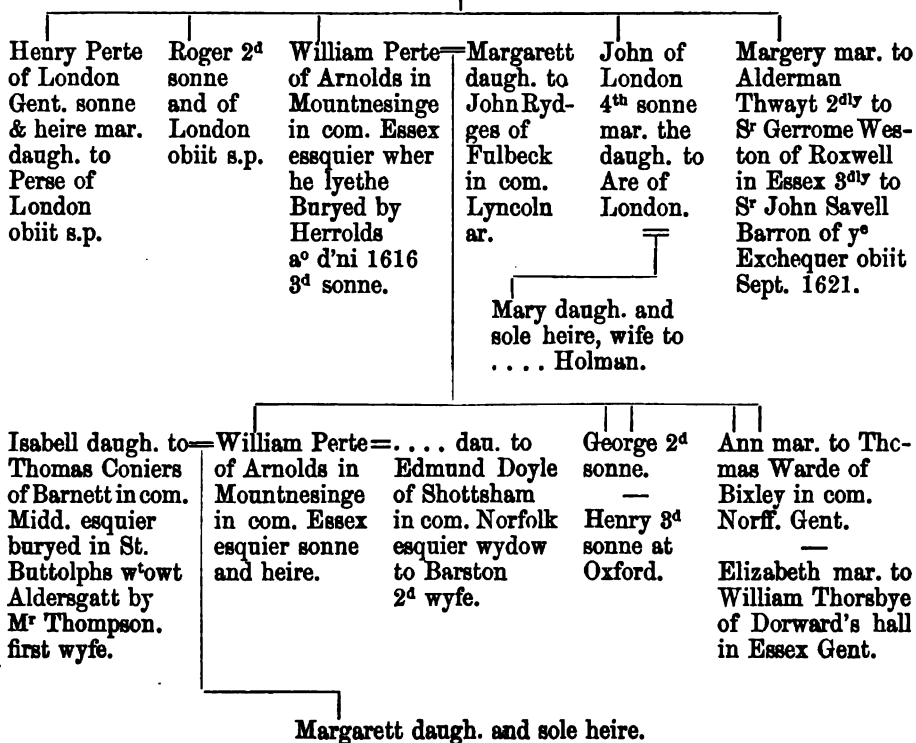 Henry Perte
of London
Gent. sonne
& heire mar.
daugh. to
Perse of
London
obiit s.p.
Roger 2d
sonne
and of
London
obiit s.p.
William Perte
of Arnolds in
Mountnesinge
in com. Essex
essquier wher
he lyethe
Buryed by
Herrolds
ao d'ni 1616
3d sonne.
Margarett
daugh. to
John Ryd-
ges of
Fulbeck
in com.
Lyncoln
ar.
John of
London
4th sonne
mar. the
daugh. to
Are of
London.
Margery mar. to
Alderman
Thwayt 2dly to
Sr Gerrome Wes-
ton of Roxwell
in Essex 3dly to
Sr John Savell
Barron of ye
Exchequer obiit
Sept. 1621.
Mary daugh. and
sole heire, wife to
. . . . Holman.
Isabell daugh. to
Thomas Coniers
of Barnett in com.
Midd. esquier
buryed in St.
Buttolphs wtowt
Aldersgatt by
Mr Thompson.
first wyfe.
William Perte
of Arnolds in
Mountnesinge
in com. Essex
esquier sonne
and heire.
. . . . dau. to
Edmund Doyle
of Shottsham
in com. Norfolk
esquier wydow
to Barston
2d wyfe.
George 2d
sonne.
—
Henry 3d
sonne at
Oxford.
Ann mar. to Tho-
mas Warde of
Bixley in com.
Norff. Gent.
—
Elizabeth mar. to
William Thorsbye
of Dorward's hall
in Essex Gent.
Margarett daugh. and sole heire.